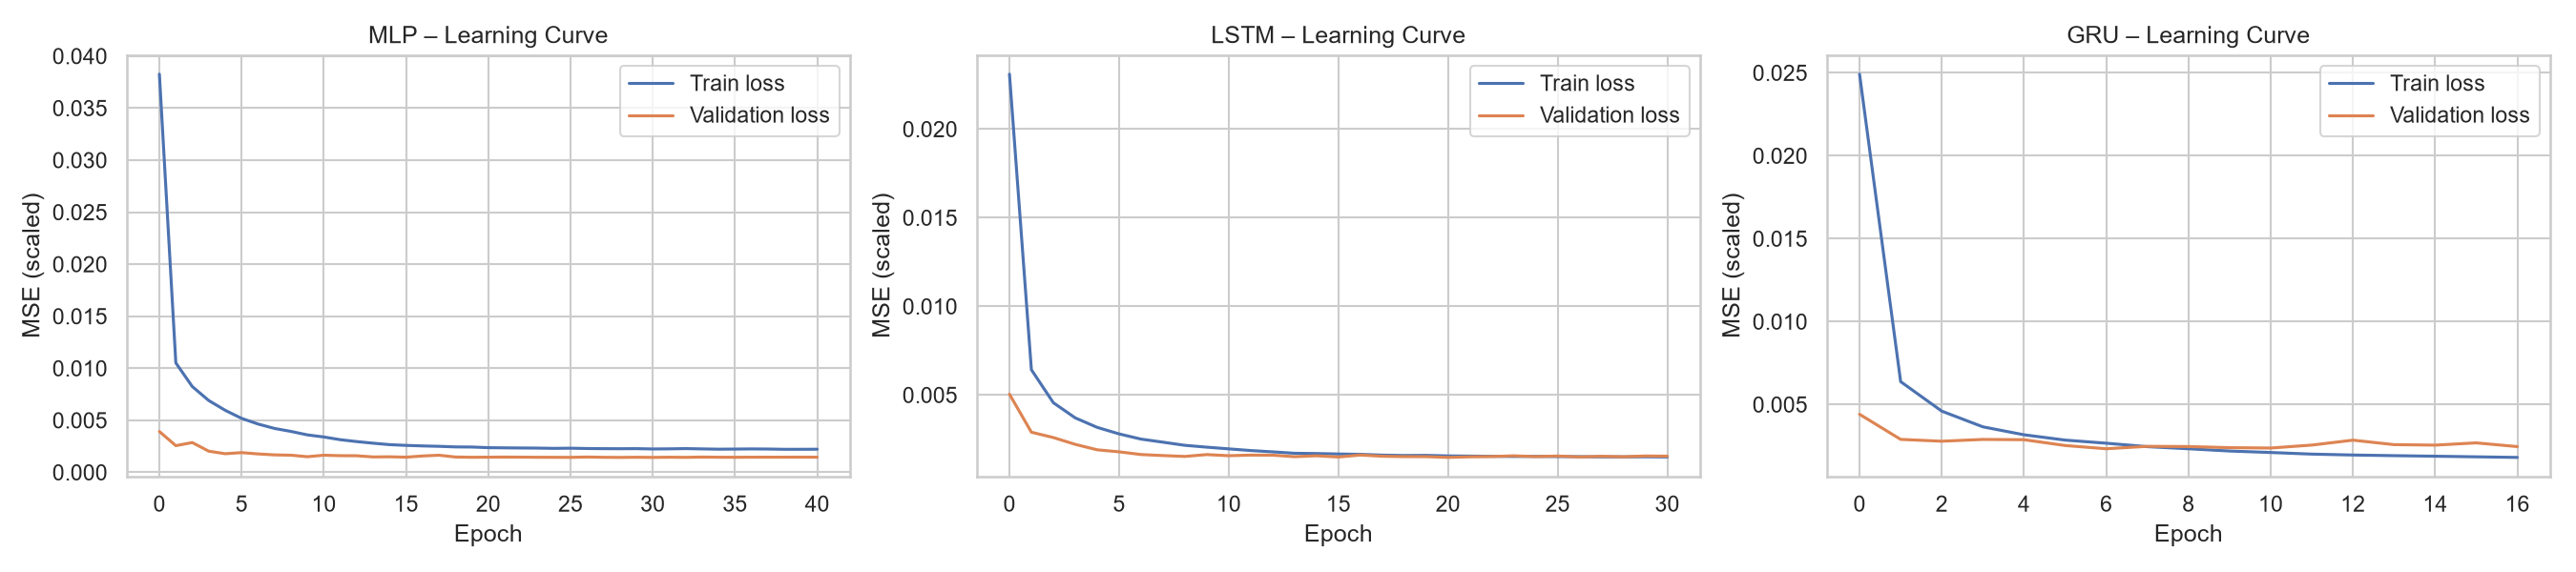 MLP – Learning Curve
0.040
0.035
0.030
0.025
0.020
0.015
0.010
0.005
0.000
MSE (scaled)
Train loss
Validation loss
0 5 10 15 20 25 30 35 40
Epoch
LSTM – Learning Curve
0.020
0.015
0.010
0.005
MSE (scaled)
Train loss
Validation loss
0 5 10 15 20 25 30
Epoch
GRU – Learning Curve
0.025
0.020
0.015
0.010
0.005
MSE (scaled)
Train loss
Validation loss
0 2 4 6 8 10 12 14 16
Epoch